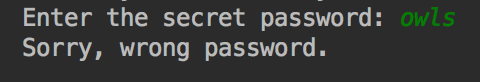 Enter the secret password: owls
Sorry, wrong password.